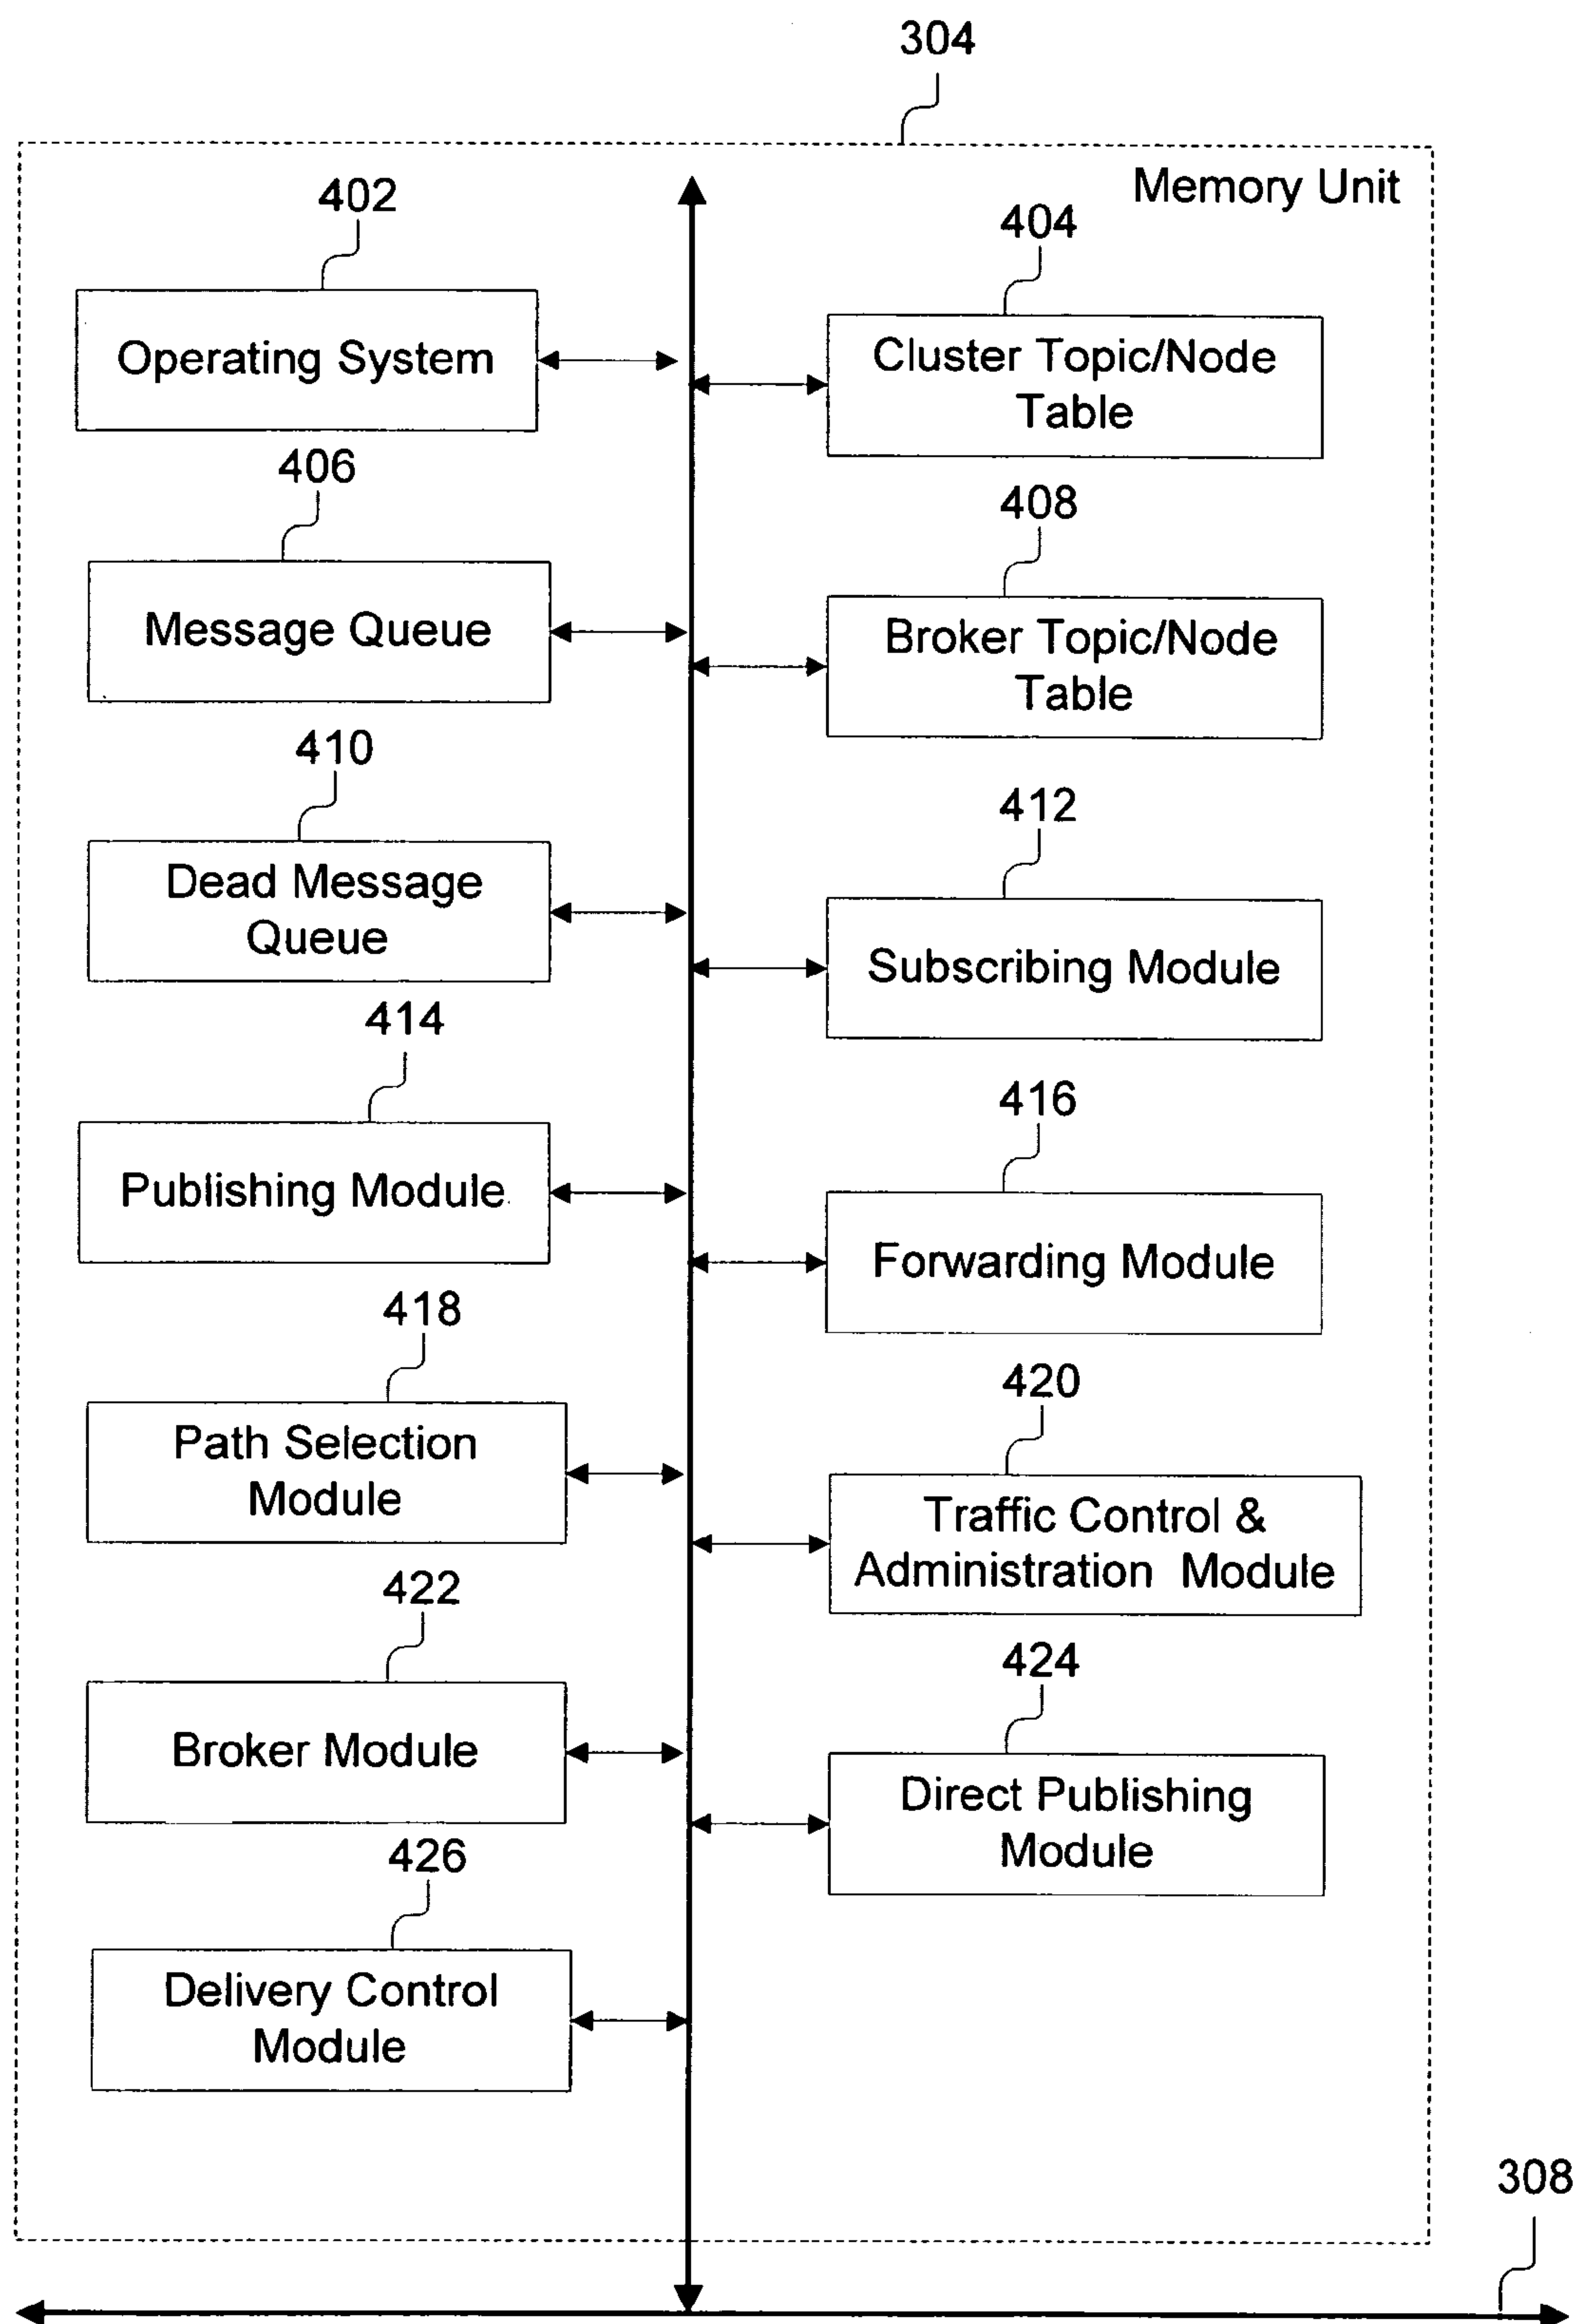 304
Memory Unit
402
404
Operating System
Cluster Topic/Node
Table
406
408
Message Queue
Broker Topic/Node
Table
410
412
Dead Message
Queue
Subscribing Module
414
416
Publishing Module
Forwarding Module
418
420
Path Selection
Module
Traffic Control &
Administration Module
422
424
Broker Module
Direct Publishing
Module
426
Delivery Control
Module
308